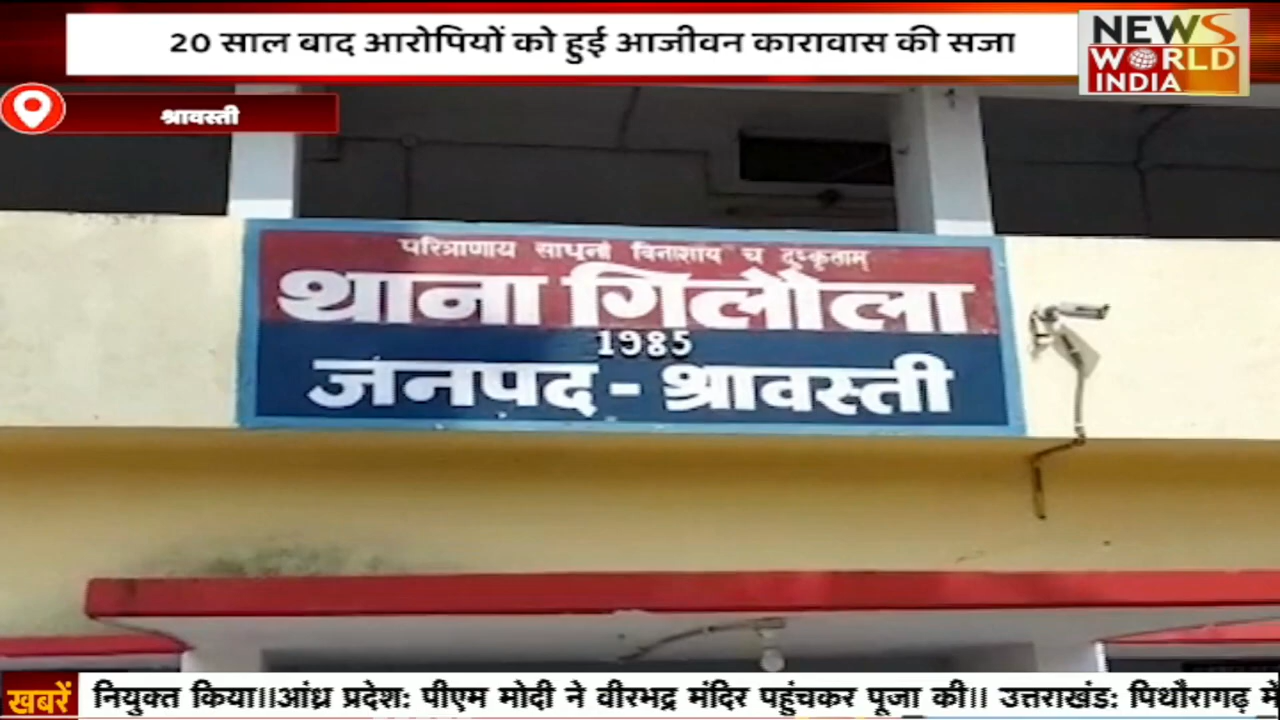 20 साल बाद आरोपियों को हुई आजीवन कारावास की सजा
NEWS
WORLD
INDIA
श्रावस्ती
परित्राणाय साधूनां विनाशाय च दुष्कृताम्
थाना गिलौला
1985
जनपद - श्रावस्ती
खबरें नियुक्त किया।।आंध्र प्रदेश: पीएम मोदी ने वीरभद्र मंदिर पहुंचकर पूजा की।। उत्तराखंड: पिथौरागढ़ में